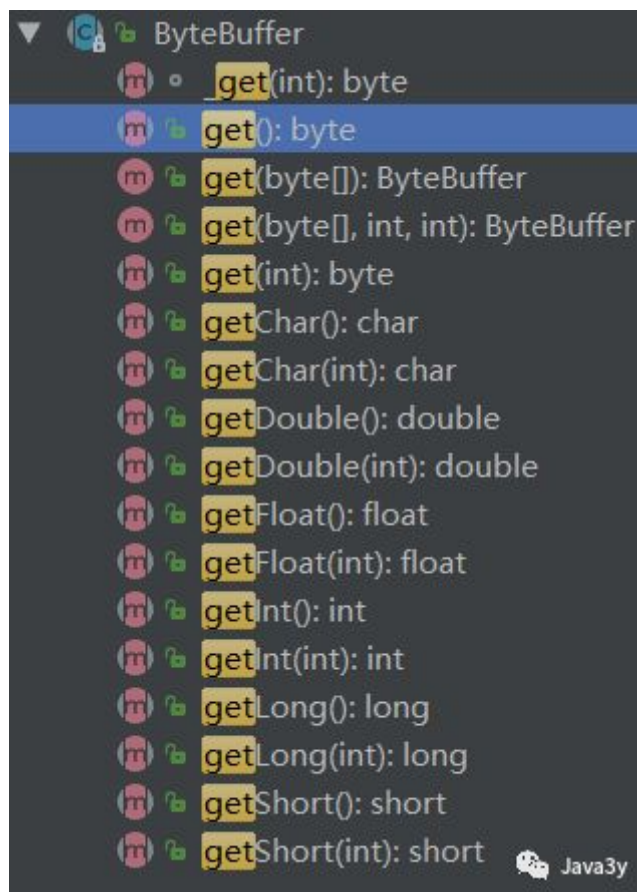 ByteBuffer
_get(int): byte
get(): byte
get(byte[]): ByteBuffer
get(byte[], int, int): ByteBuffer
get(int): byte
getChar(): char
getChar(int): char
getDouble(): double
getDouble(int): double
getFloat(): float
getFloat(int): float
getInt(): int
getInt(int): int
getLong(): long
getLong(int): long
getShort(): short
getShort(int): short
Java3y